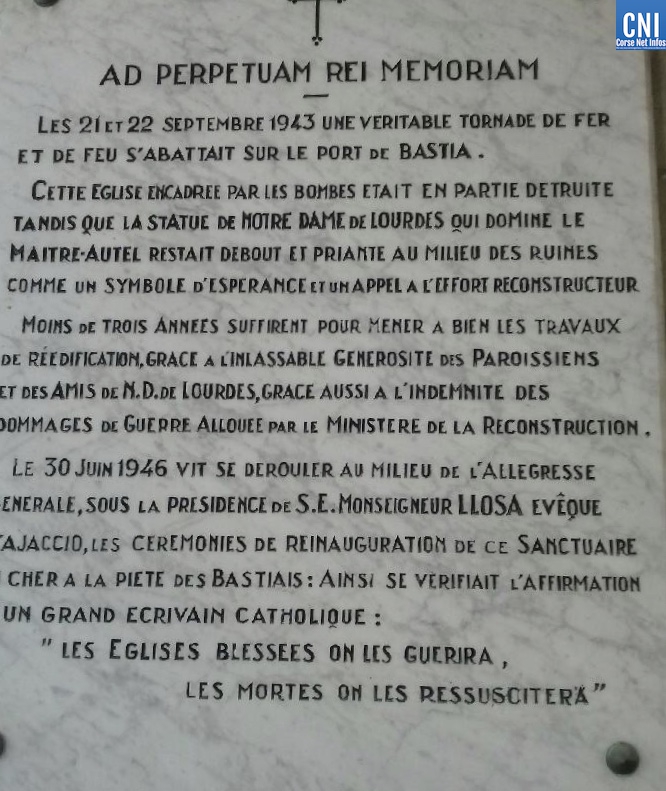 CNI
Corse Net Infos
AD PERPETUAM REI MEMORIAM
LES 21 ET 22 SEPTEMBRE 1943 UNE VERITABLE TORNADE DE FER
ET DE FEU S'ABATTAIT SUR LE PORT DE BASTIA.
CETTE EGLISE ENCADREE PAR LES BOMBES ETAIT EN PARTIE DETRUITE
TANDIS QUE LA STATUE DE NOTRE DAME DE LOURDES QUI DOMINE LE
MAITRE-AUTEL RESTAIT DEBOUT ET PRIANTE AU MILIEU DES RUINES
COMME UN SYMBOLE D'ESPERANCE ET UN APPEL A L'EFFORT RECONSTRUCTEUR
MOINS DE TROIS ANNEES SUFFIRENT POUR MENER A BIEN LES TRAVAUX
DE RÉEDIFICATION, GRACE A L'INLASSABLE GENEROSITE DES PAROISSIENS
ET DES AMIS DE N.D. DE LOURDES, GRACE AUSSI A L'INDEMNITE DES
DOMMAGES DE GUERRE ALLOUEE PAR LE MINISTERE DE LA RECONSTRUCTION.
LE 30 JUIN 1946 VIT SE DEROULER AU MILIEU DE L'ALLEGRESSE
ENERALE, SOUS LA PRESIDENCE DE S.E. MONSEIGNEUR LLOSA EVÊQUE
'AJACCIO, LES CEREMONIES DE REINAUGURATION DE CE SANCTUAIRE
CHER A LA PIETE DES BASTIAIS: AINSI SE VERIFIAIT L'AFFIRMATION
UN GRAND ECRIVAIN CATHOLIQUE:
"LES EGLISES BLESSEES ON LES GUERIRA,
LES MORTES ON LES RESSUSCITERA"